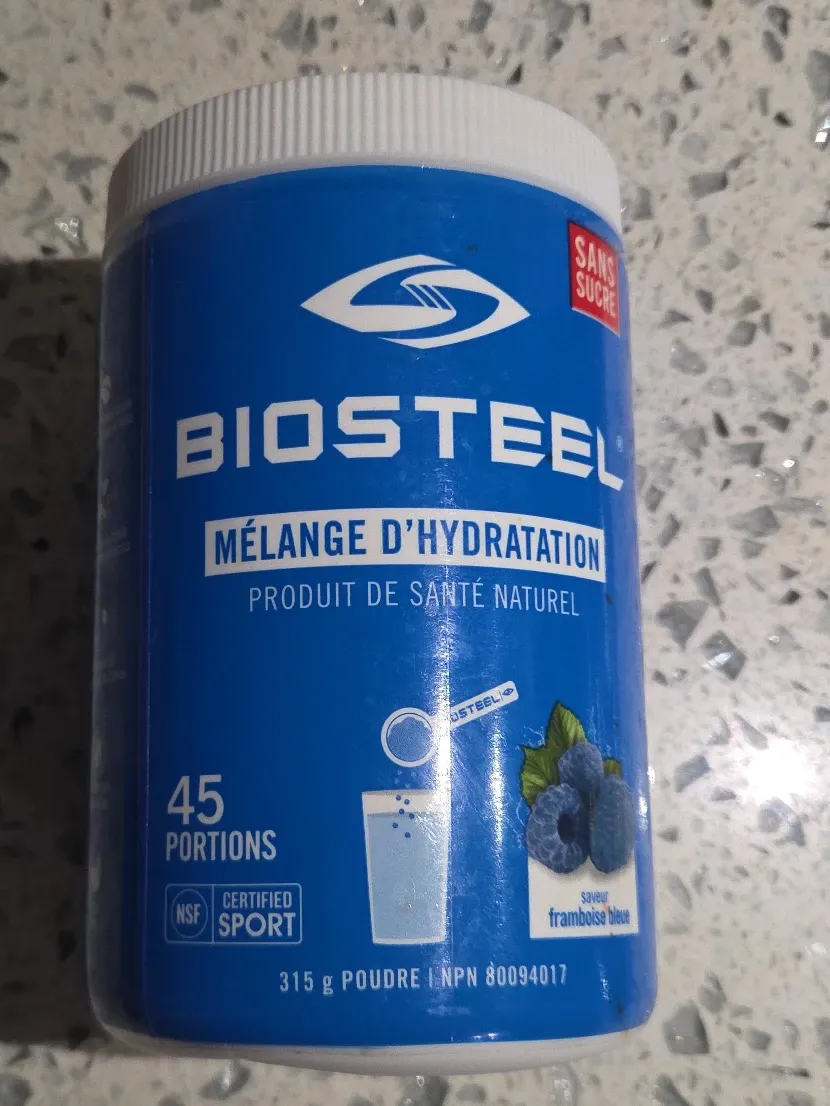 SANS
SUCRE
BIOSTEEL®
MÉLANGE D'HYDRATATION
PRODUIT DE SANTÉ NATUREL
OSTEEL
45
PORTIONS
NSF
CERTIFIED
SPORT
saveur
framboise bleue
315 g POUDRE | NPN 80094017